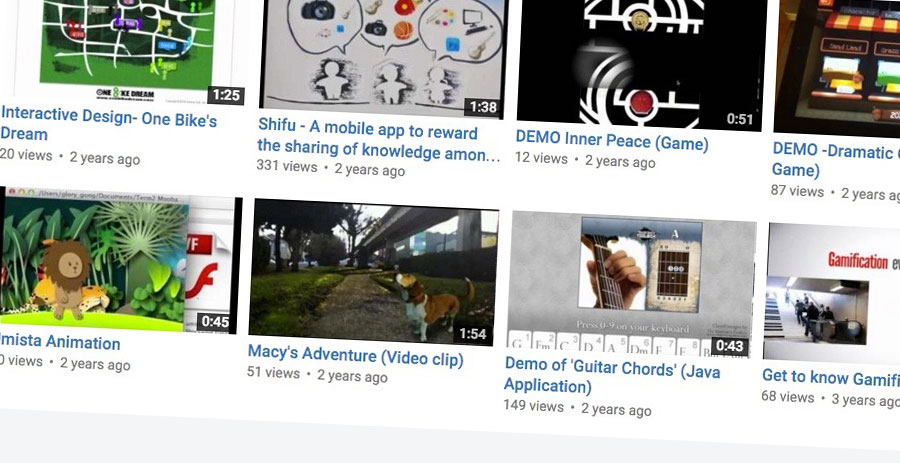 ONE BIKE DREAM
1:25
1:38
0:51
Interactive Design- One Bike's
Dream
20 views • 2 years ago
Shifu - A mobile app to reward
the sharing of knowledge amon...
331 views • 2 years ago
DEMO Inner Peace (Game)
12 views • 2 years ago
DEMO -Dramatic
Game)
87 views • 2 years
0:45
1:54
A
Press 0-9 on your keyboard
G Em C D A Dm E F B
0:43
Gamification
mista Animation
0 views • 2 years ago
Macy's Adventure (Video clip)
51 views • 2 years ago
Demo of 'Guitar Chords' (Java
Application)
149 views • 2 years ago
Get to know Gamifi
68 views • 3 years ago